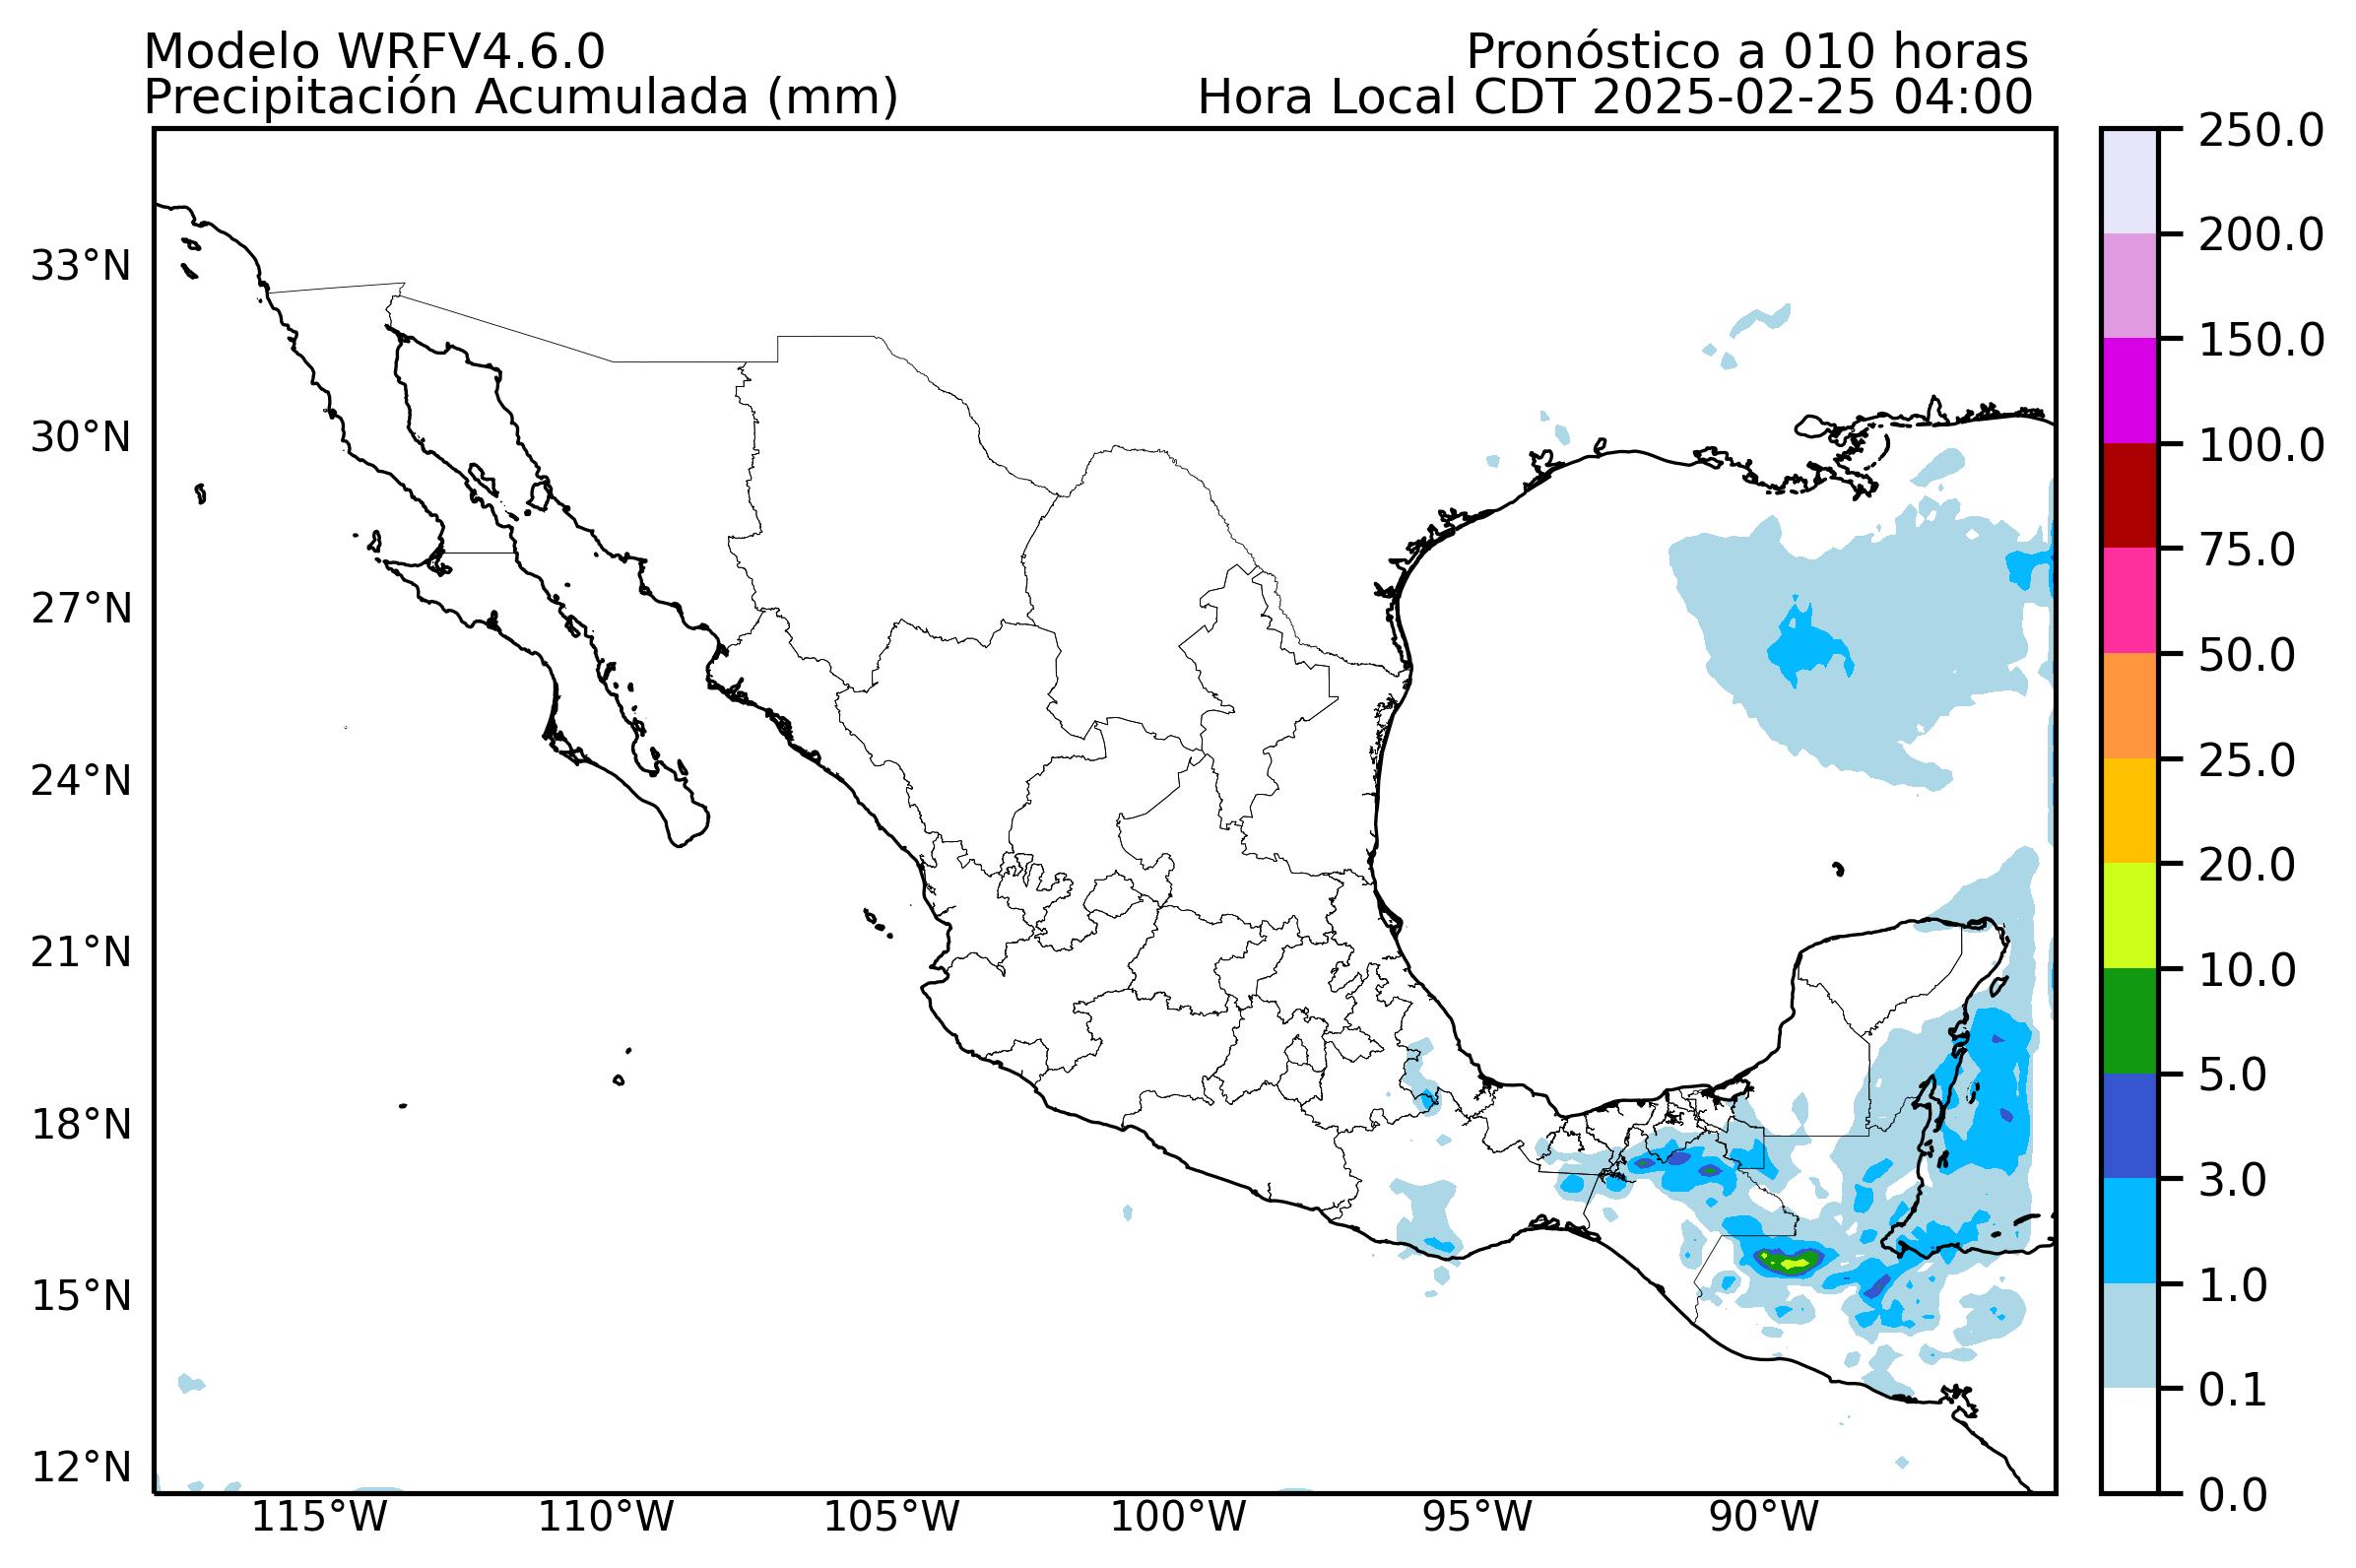 Modelo WRFV4.6.0
Pronóstico a 010 horas
Precipitación Acumulada (mm)
Hora Local CDT 2025-02-25 04:00
33°N
30°N
27°N
24°N
21°N
18°N
15°N
12°N
115°W
110°W
105°W
100°W
95°W
90°W
250.0
200.0
150.0
100.0
75.0
50.0
25.0
20.0
10.0
5.0
3.0
1.0
0.1
0.0